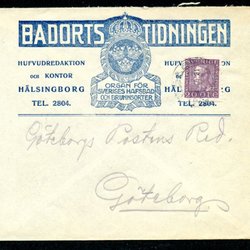 BADORTS TIDNINGEN
HUFVUDREDAKTION
OCH KONTOR
HÄLSINGBORG
TEL. 2804.
ORGAN FÖR
SVERIGES HAFSBAD
OCH BRUNNSORTER
HUFVUDREDAKTION
KONTOR
HÄLSINGBORG
TEL. 2804.
Göteborgs Postens Red.
Göteborg